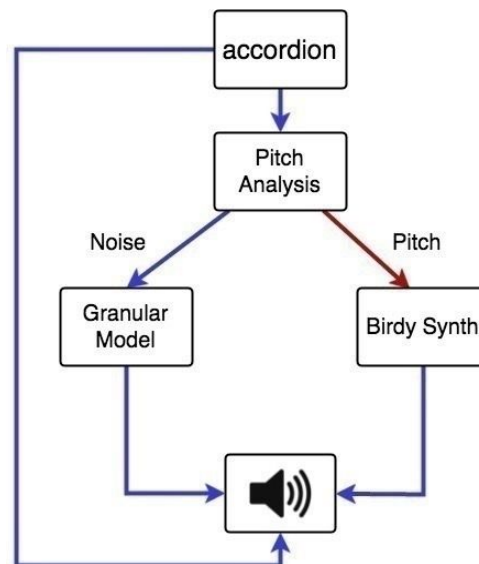 accordion
Pitch
Analysis
Noise
Pitch
Granular
Model
Birdy Synth